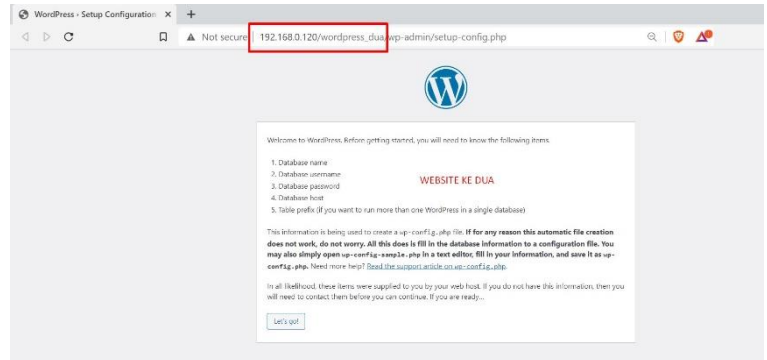 WordPress › Setup Configuration
Not secure 192.168.0.120/wordpress_dua/wp-admin/setup-config.php
Welcome to WordPress. Before getting started, you will need to know the following items.
1. Database name
2. Database username
3. Database password
4. Database host
5. Table prefix (if you want to run more than one WordPress in a single database)
WEBSITE KE DUA
This information is being used to create a wp-config.php file. If for any reason this automatic file creation
does not work, do not worry. All this does is fill in the database information to a configuration file. You
may also simply open wp-config-sample.php in a text editor, fill in your information, and save it as wp-
config.php. Need more help? Read the support article on wp-config.php.
In all likelihood, these items were supplied to you by your web host. If you do not have this information, then you
will need to contact them before you can continue. If you are ready...
Let's go!